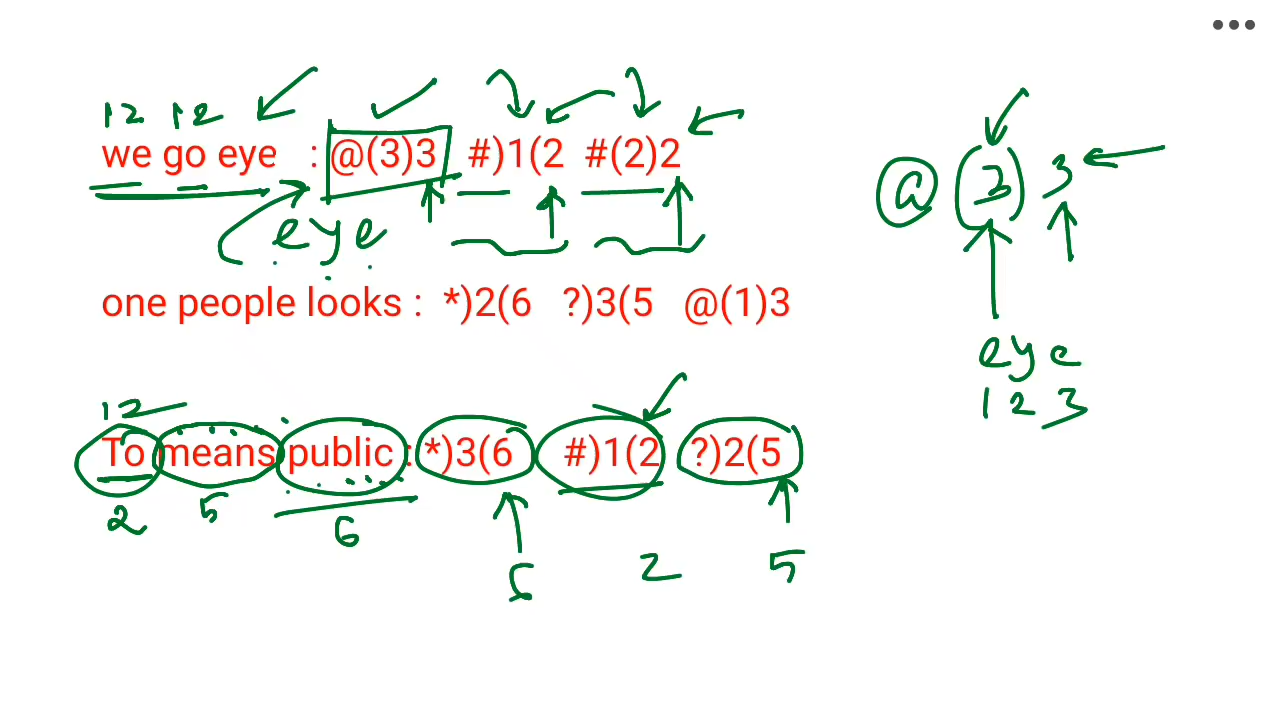 12 12
we go eye : @(3)3 #)1(2 #(2)2
@ (3) 3
eye
one people looks : *)2(6 ?)3(5 @(1)3
eye
1 2 3
12
To means public : *)3(6 #)1(2 ?)2(5
2 5 6
5 2 5